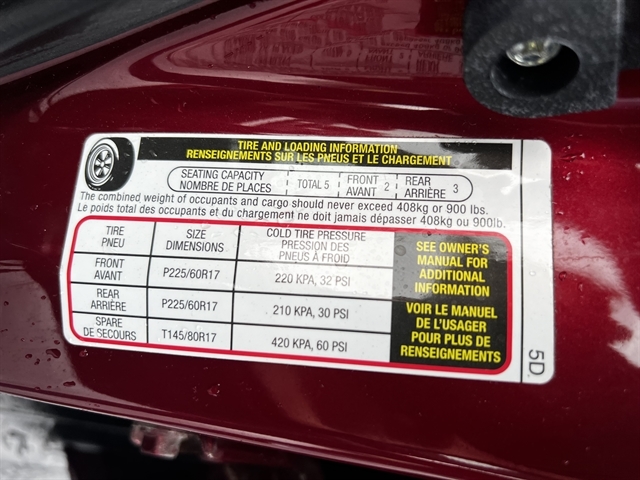 TIRE AND LOADING INFORMATION
RENSEIGNEMENTS SUR LES PNEUS ET LE CHARGEMENT
SEATING CAPACITY
NOMBRE DE PLACES
TOTAL 5
FRONT
AVANT 2
REAR
ARRIÈRE 3
The combined weight of occupants and cargo should never exceed 408kg or 900 lbs.
Le poids total des occupants et du chargement ne doit jamais dépasser 408kg ou 900lb.
TIRE
PNEU
SIZE
DIMENSIONS
COLD TIRE PRESSURE
PRESSION DES
PNEUS À FROID
FRONT
AVANT
P225/60R17
220 KPA, 32 PSI
REAR
ARRIÈRE
P225/60R17
210 KPA, 30 PSI
SPARE
DE SECOURS
T145/80R17
420 KPA, 60 PSI
SEE OWNER'S
MANUAL FOR
ADDITIONAL
INFORMATION
VOIR LE MANUEL
DE L'USAGER
POUR PLUS DE
RENSEIGNEMENTS
5D